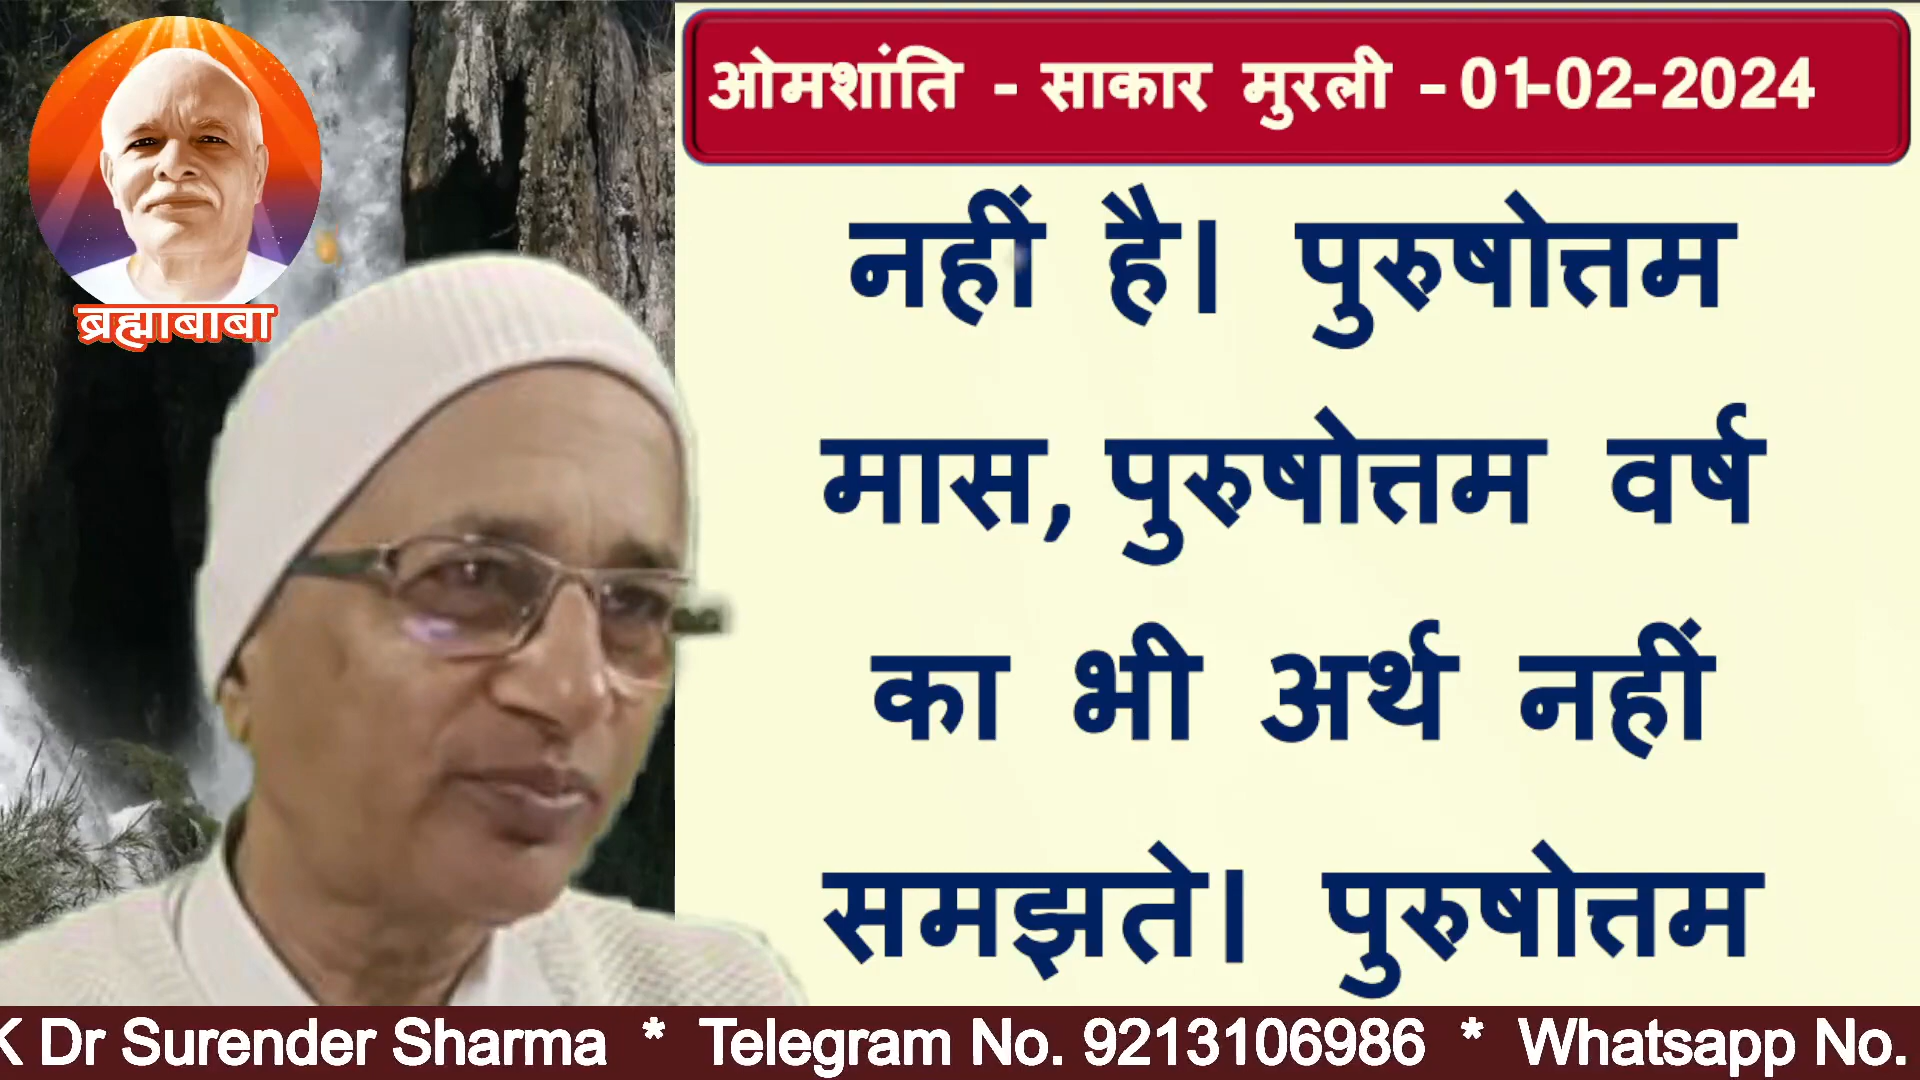 ओमशांति - साकार मुरली - 01-02-2024
ब्रह्माबाबा
नहीं है। पुरुषोत्तम
मास, पुरुषोत्तम वर्ष
का भी अर्थ नहीं
समझते। पुरुषोत्तम
K Dr Surender Sharma * Telegram No. 9213106986 * Whatsapp No.